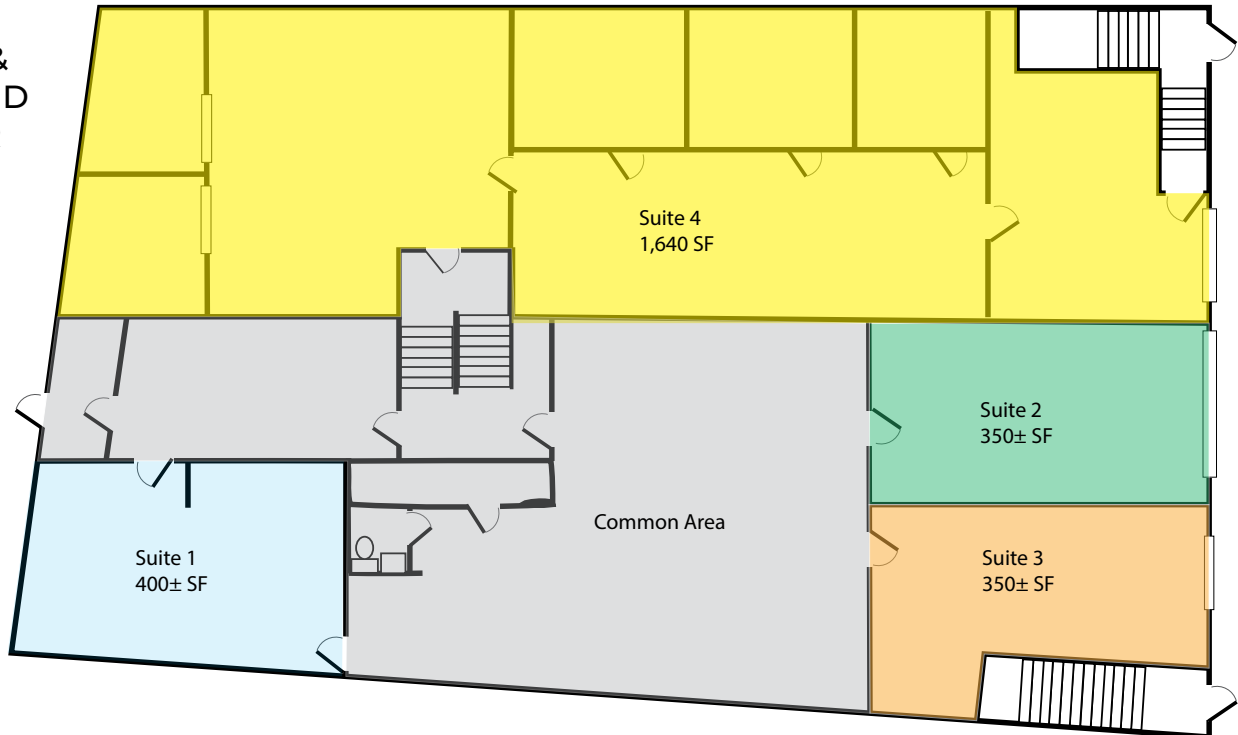 &
D
Suite 4
1,640 SF
Suite 2
350± SF
Common Area
Suite 1
400± SF
Suite 3
350± SF